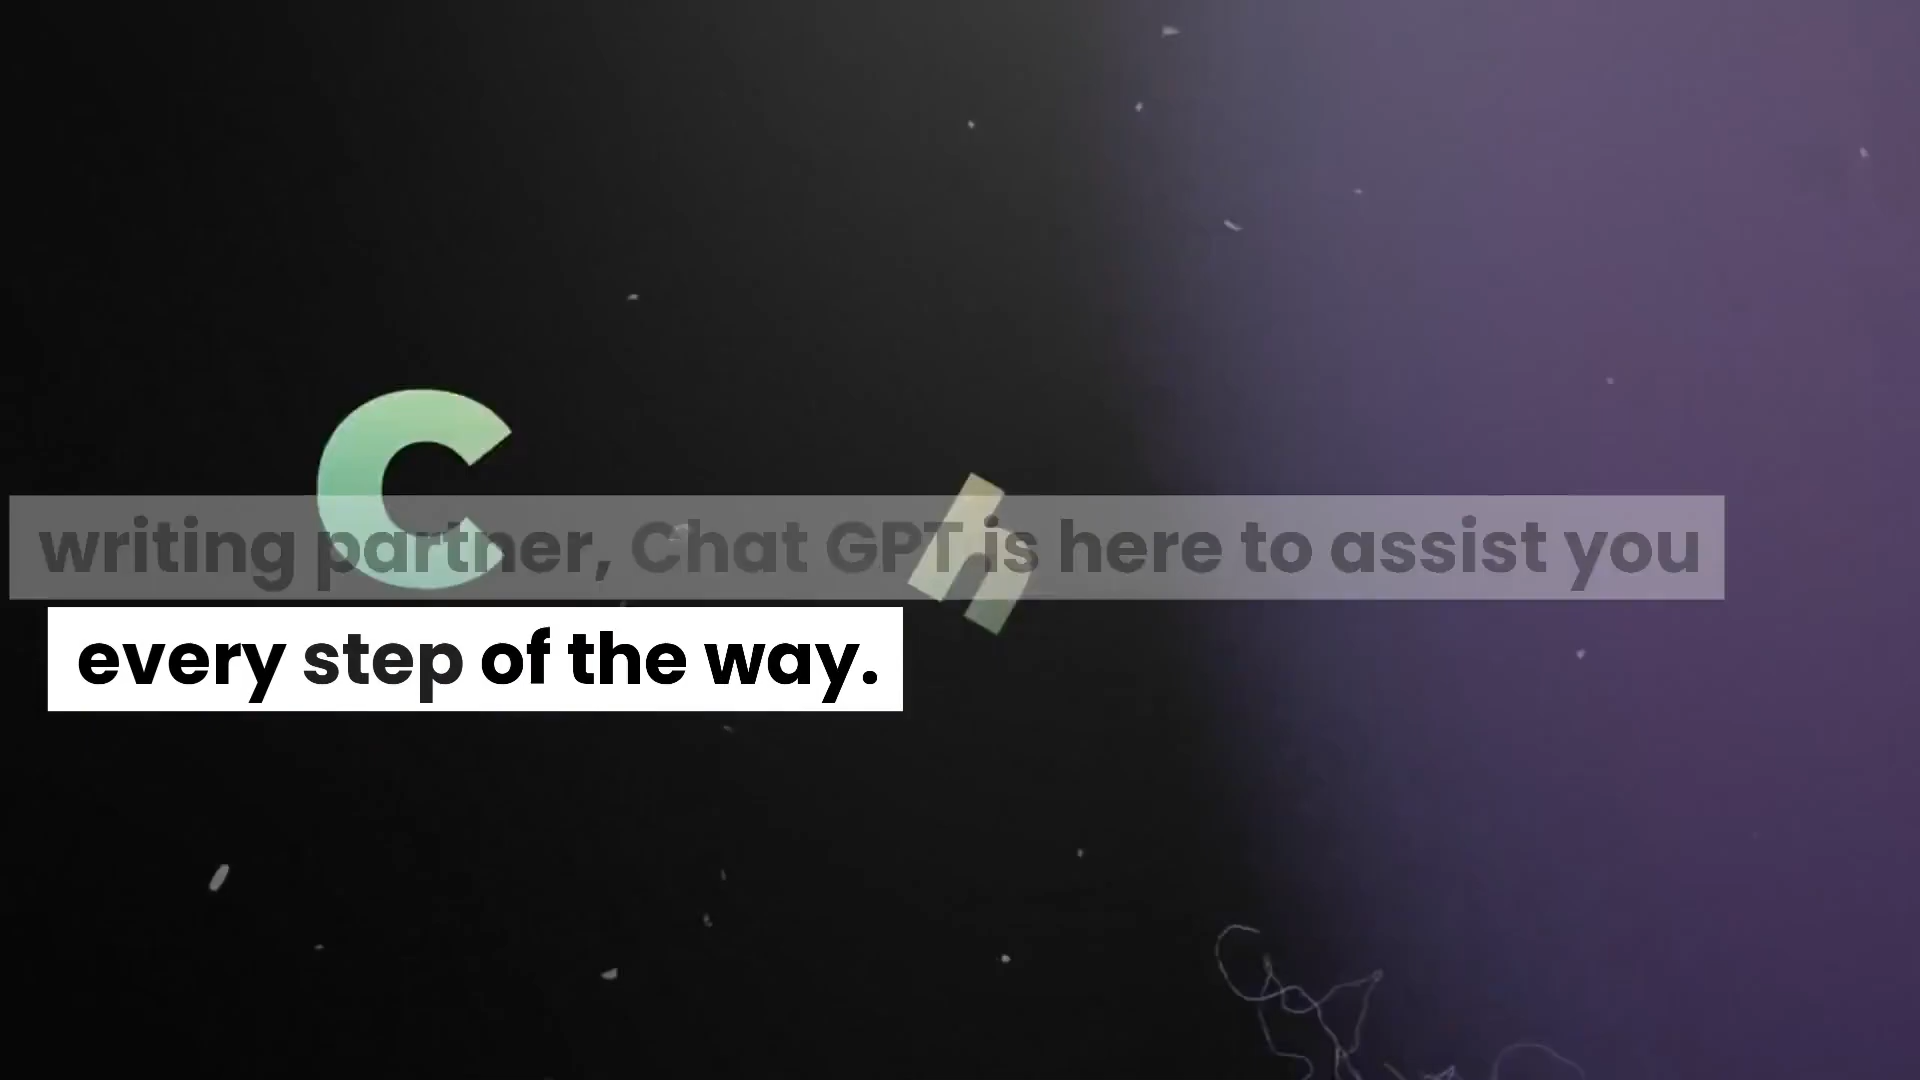 C h
writing partner, Chat GPT is here to assist you
every step of the way.